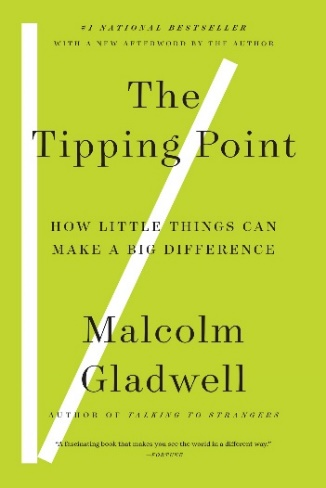 #1 NATIONAL BESTSELLER
WITH A NEW AFTERWORD BY THE AUTHOR
The
Tipping Point
HOW LITTLE THINGS CAN
MAKE A BIG DIFFERENCE
Malcolm
Gladwell
AUTHOR OF TALKING TO STRANGERS
"A fascinating book that makes you see the world in a different way."
—FORTUNE